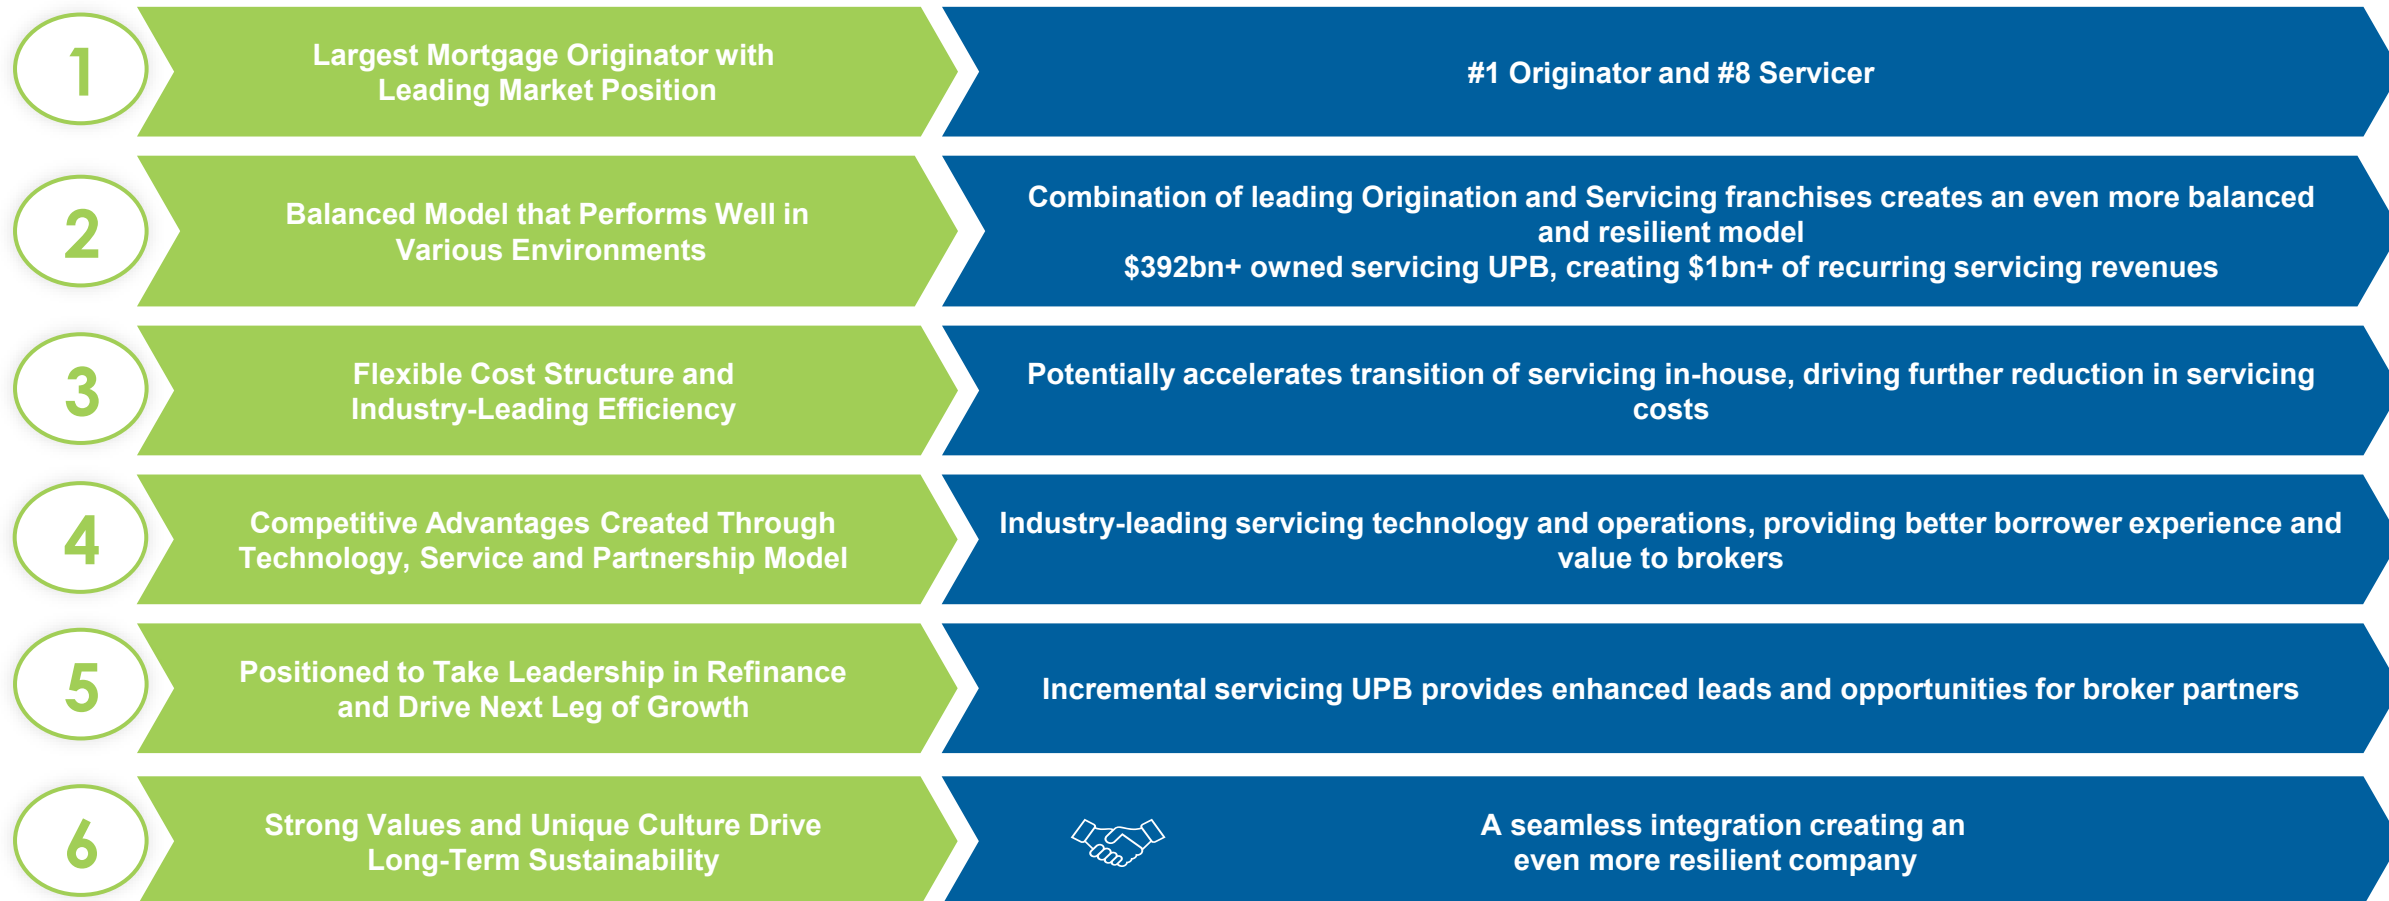 1
Largest Mortgage Originator with
Leading Market Position
#1 Originator and #8 Servicer
2
Balanced Model that Performs Well in
Various Environments
Combination of leading Origination and Servicing franchises creates an even more balanced
and resilient model
$392bn+ owned servicing UPB, creating $1bn+ of recurring servicing revenues
3
Flexible Cost Structure and
Industry-Leading Efficiency
Potentially accelerates transition of servicing in-house, driving further reduction in servicing
costs
4
Competitive Advantages Created Through
Technology, Service and Partnership Model
Industry-leading servicing technology and operations, providing better borrower experience and
value to brokers
5
Positioned to Take Leadership in Refinance
and Drive Next Leg of Growth
Incremental servicing UPB provides enhanced leads and opportunities for broker partners
6
Strong Values and Unique Culture Drive
Long-Term Sustainability
A seamless integration creating an
even more resilient company